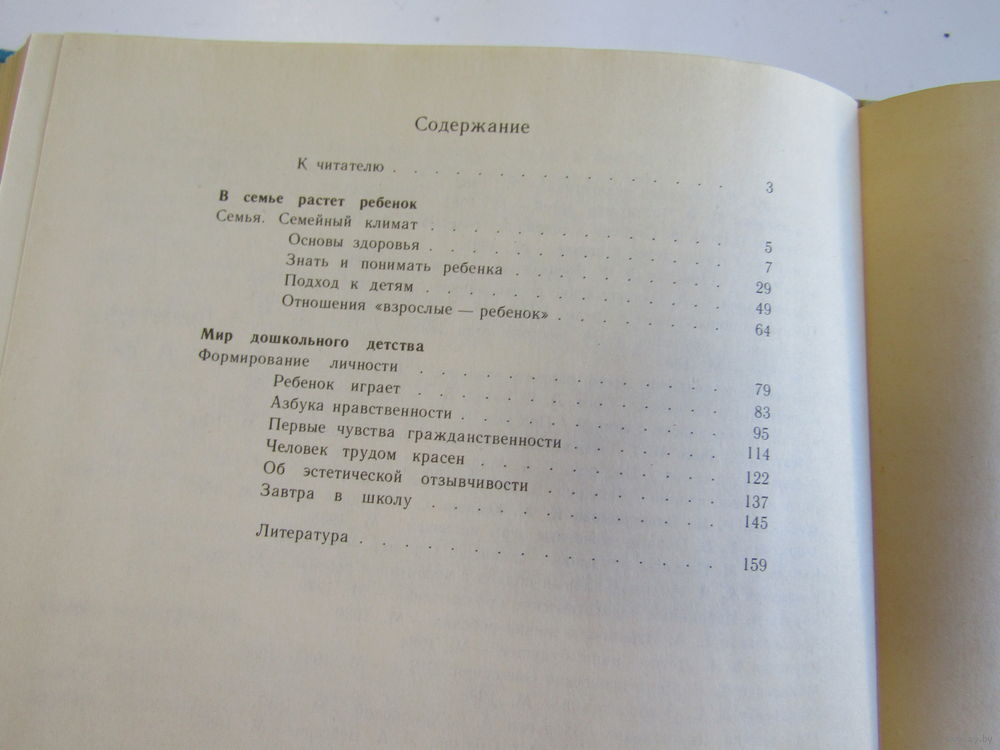 Содержание
К читателю . . . . . . . . . . . . . 3
В семье растет ребенок
Семья. Семейный климат . . . . . . . . . . . 5
Основы здоровья . . . . . . . . . . . 7
Знать и понимать ребенка . . . . . . . . 29
Подход к детям . . . . . . . . . . . 49
Отношения «взрослые — ребенок» . . . . . . 64
Мир дошкольного детства
Формирование личности . . . . . . . . . . . 79
Ребенок играет . . . . . . . . . . . 83
Азбука нравственности . . . . . . . . . 95
Первые чувства гражданственности . . . . . . 114
Человек трудом красен . . . . . . . . . 122
Об эстетической отзывчивости . . . . . . . 137
Завтра в школу . . . . . . . . . . . 145
Литература . . . . . . . . . . . . . 159